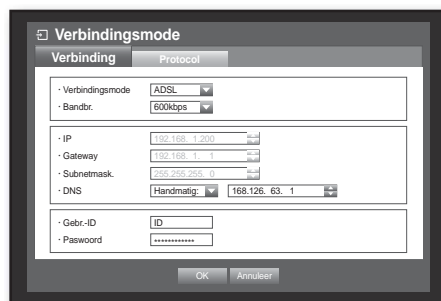 Verbindingsmode
Verbinding Protocol
· Verbindingsmode ADSL
· Bandbr. 600kbps
· IP 192.168. 1.200
· Gateway 192.168. 1. 1
· Subnetmask. 255.255.255. 0
· DNS Handmatig: 168.126. 63. 1
· Gebr.-ID ID
· Paswoord ************
OK Annuleer